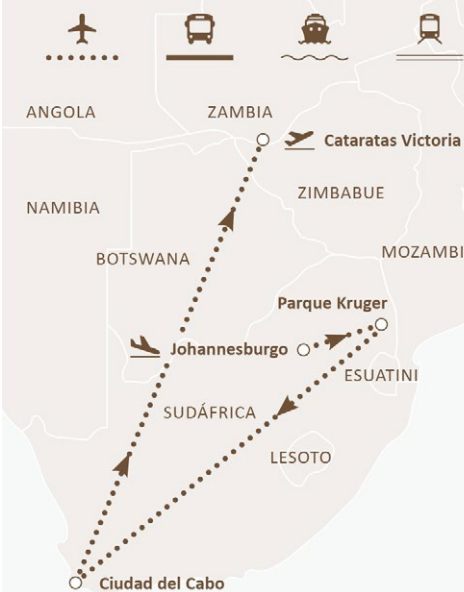 ANGOLA
ZAMBIA
Cataratas Victoria
ZIMBABUE
NAMIBIA
BOTSWANA
MOZAMBI
Parque Kruger
Johannesburgo
ESUATINI
SUDÁFRICA
LESOTO
Ciudad del Cabo